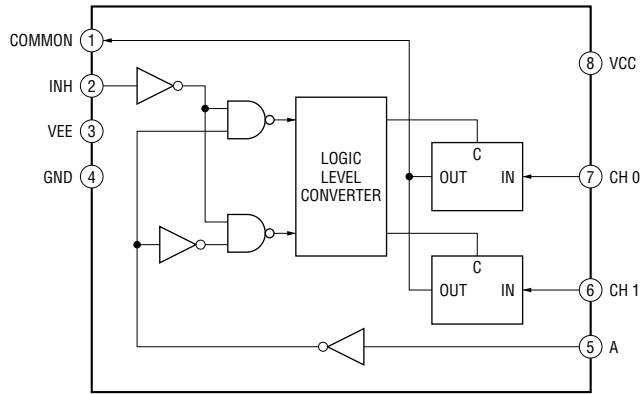 COMMON 1
INH 2
VEE 3
GND 4
8 VCC
7 CH 0
6 CH 1
5 A
LOGIC
LEVEL
CONVERTER
C
OUT IN
C
OUT IN